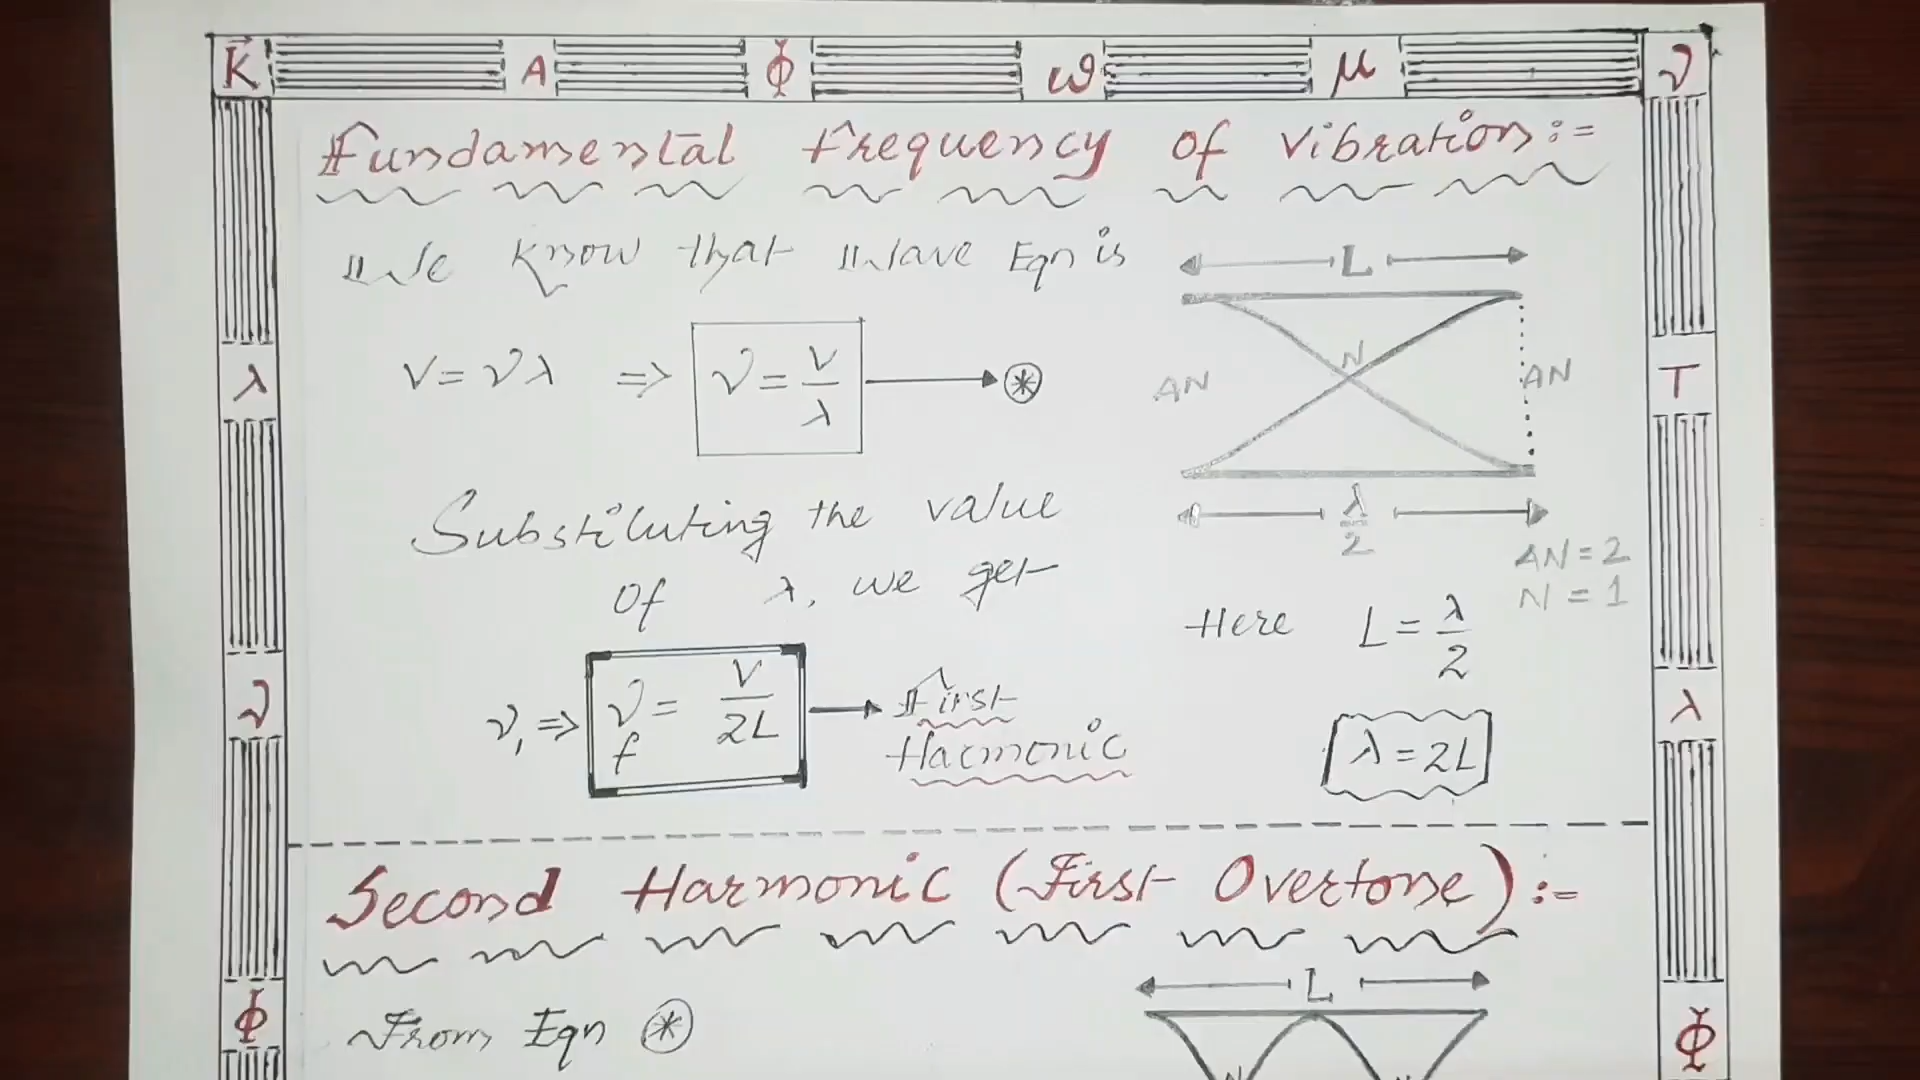 K⃗ A Φ ω μ ν
Fundamental Frequency Of Vibration:=
We know that Wave Eqn is
L
V = νλ ⇒ ν = V/λ → ⊛
AN N AN
λ T
Substituting the value
λ/2
Of λ, we get
AN = 2
N = 1
Here L = λ/2
ν₁ ⇒ ν_f = V/2L → First
Harmonic
λ = 2L
ν λ
Second Harmonic (First Overtone):=
L
From Eqn ⊛
N N
Φ Φ